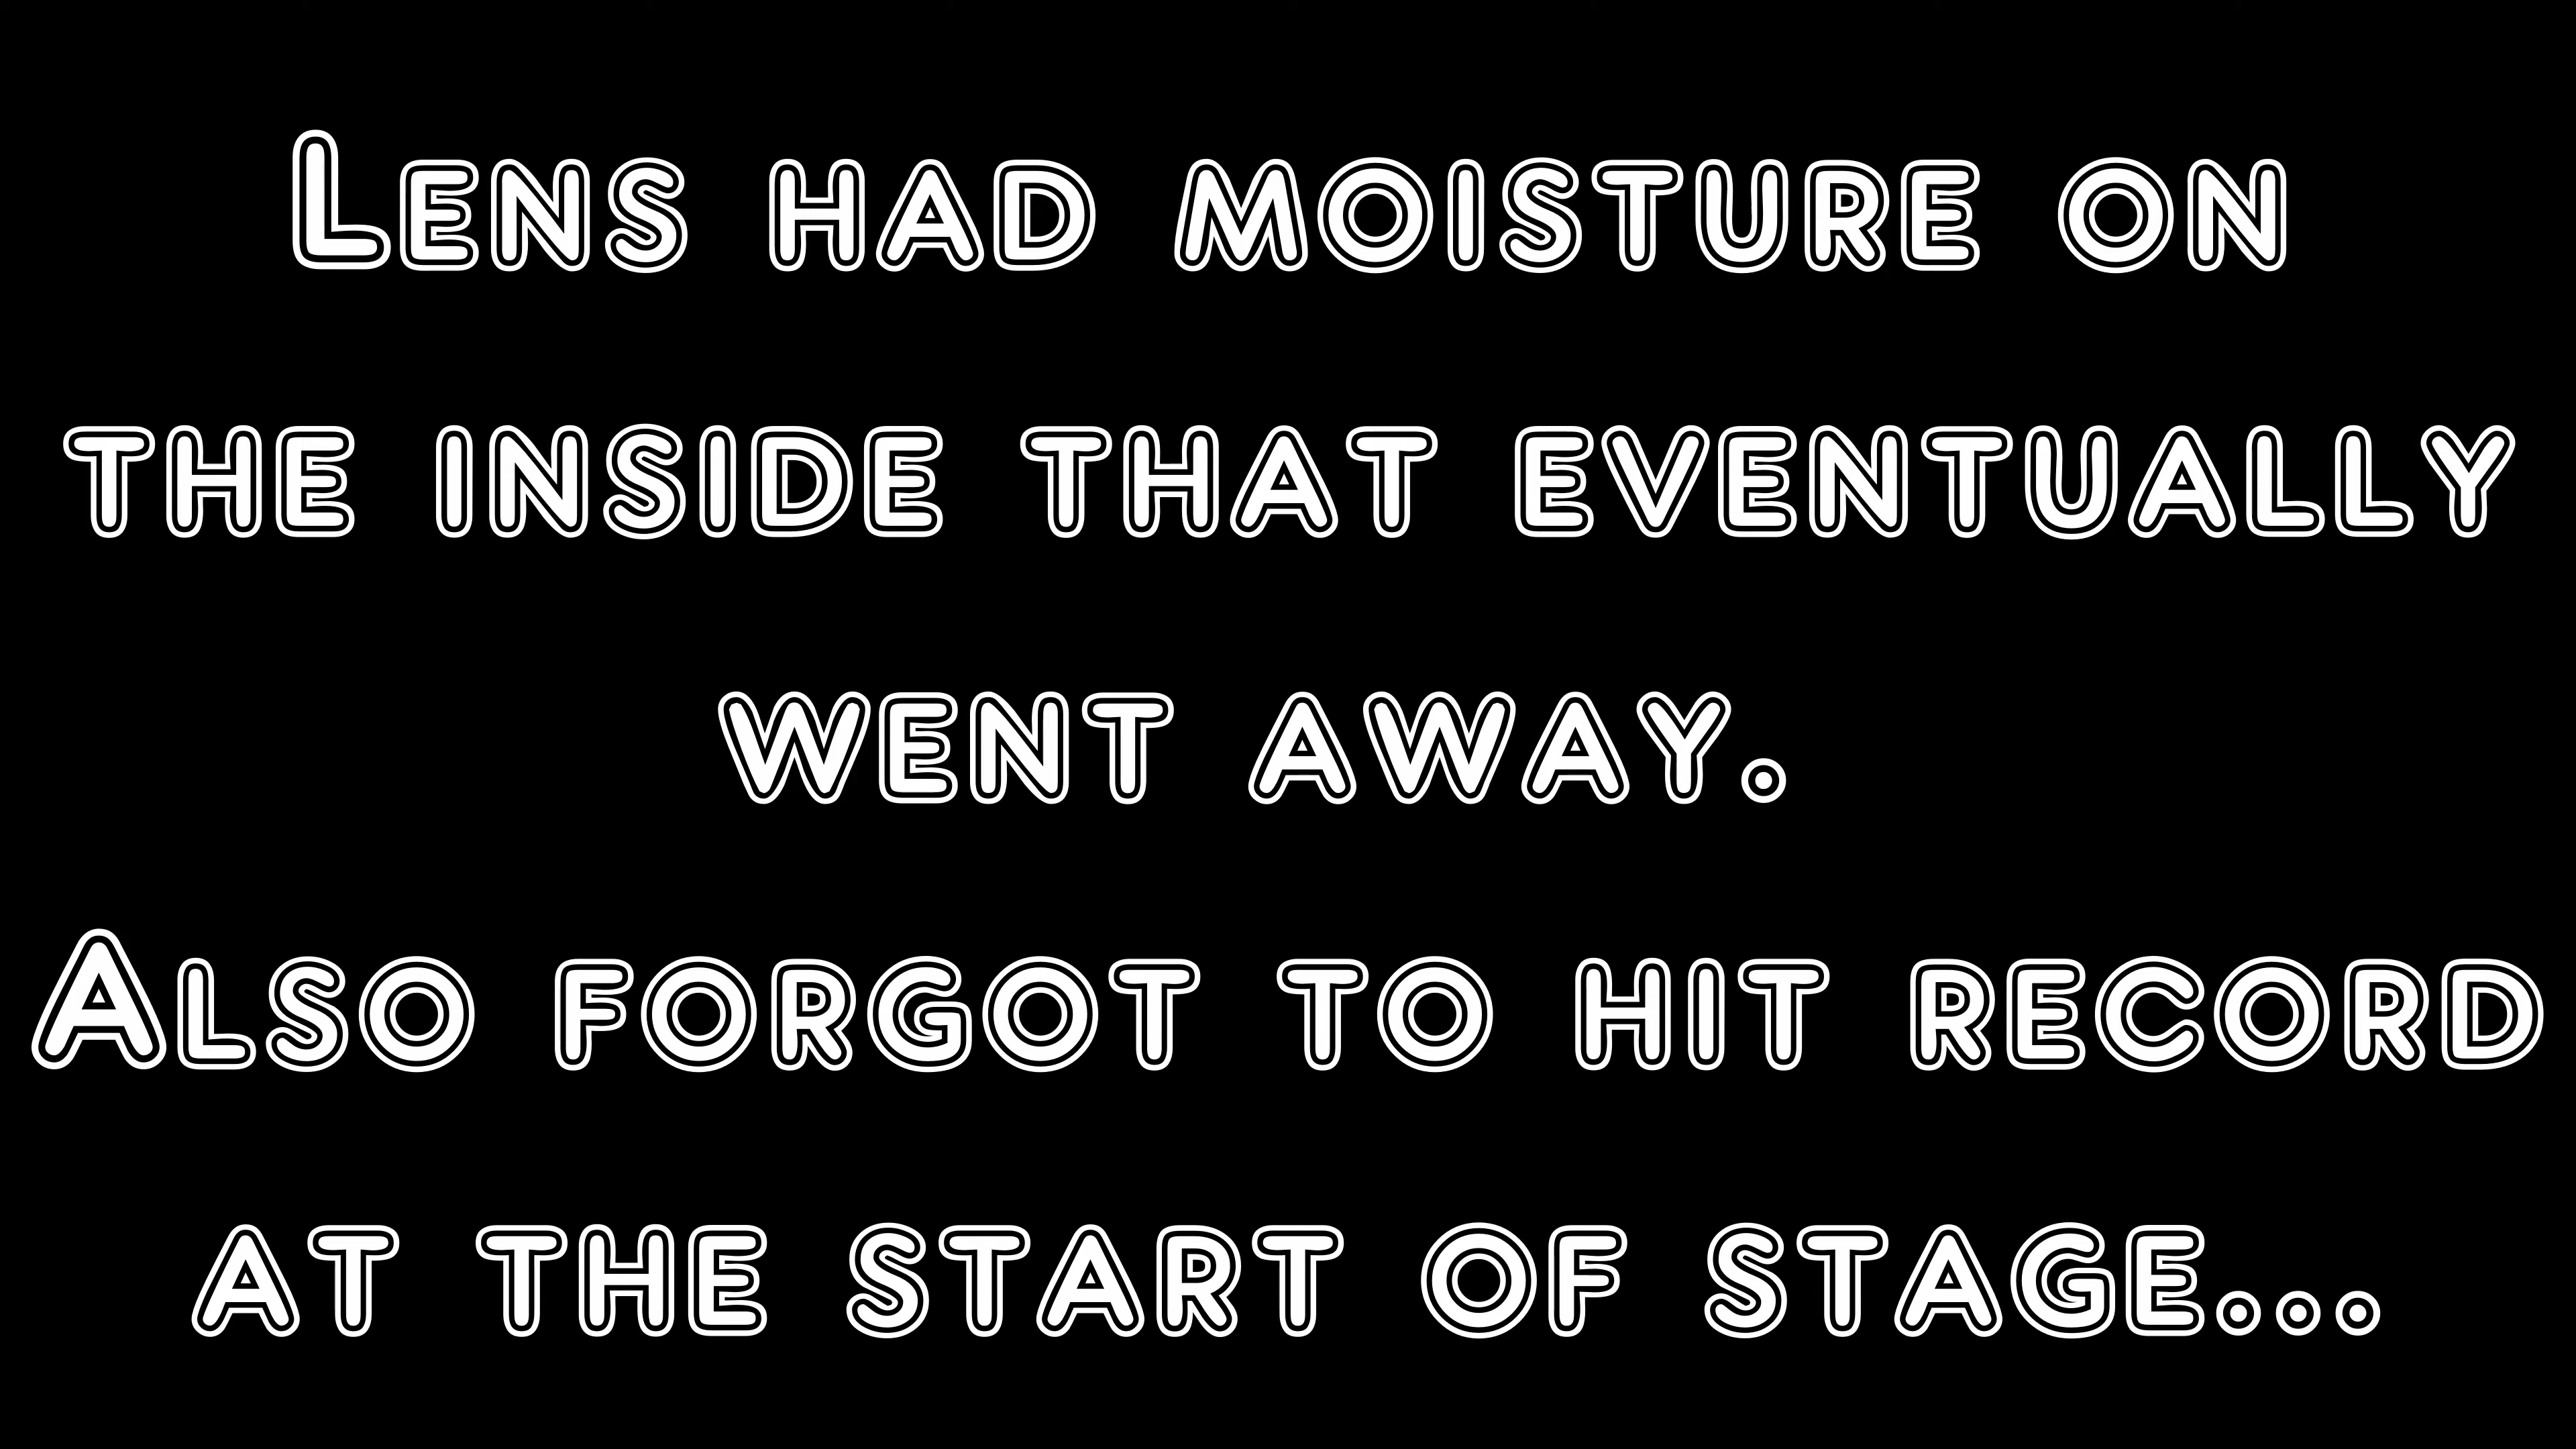 Lens had moisture on
the inside that eventually
went away.
Also forgot to hit record
at the start of stage...